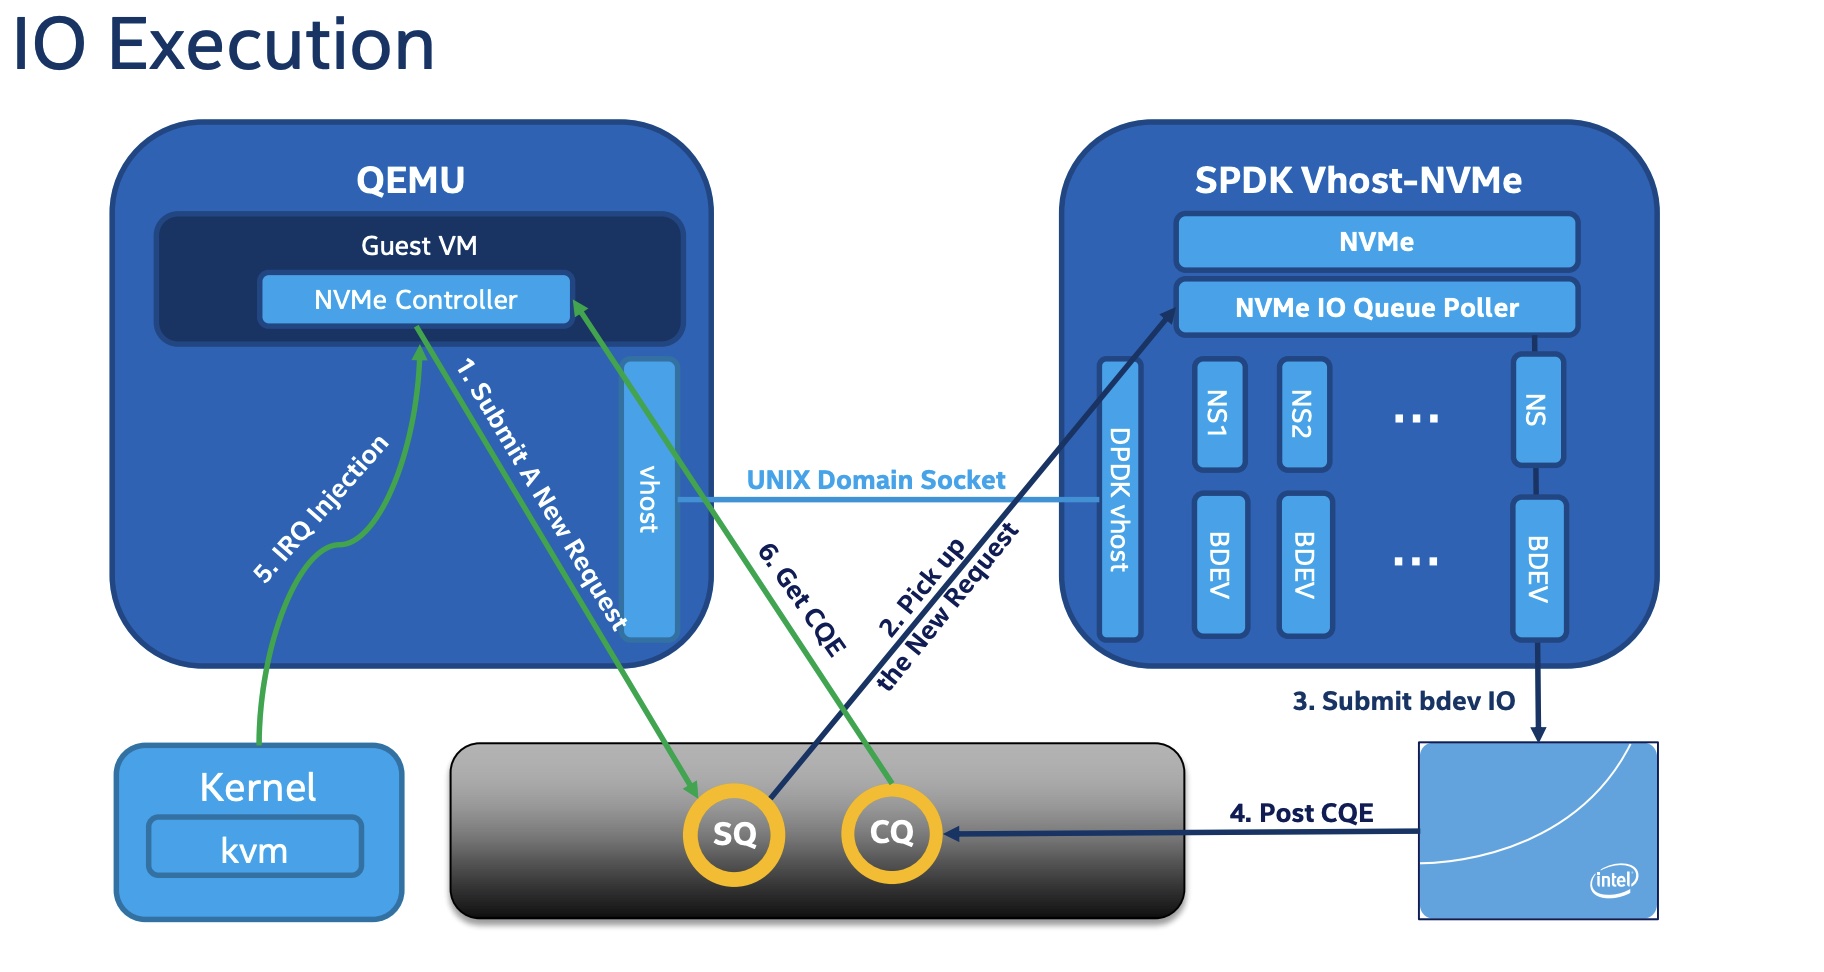 IO Execution
QEMU
Guest VM
NVMe Controller
vhost
1. Submit A New Request
5. IRQ Injection
UNIX Domain Socket
6. Get CQE
2. Pick up
the New Request
SPDK Vhost-NVMe
NVMe
NVMe IO Queue Poller
DPDK vhost
NS1
NS2
...
NS
BDEV
BDEV
...
BDEV
3. Submit bdev IO
Kernel
kvm
SQ
CQ
4. Post CQE
intel